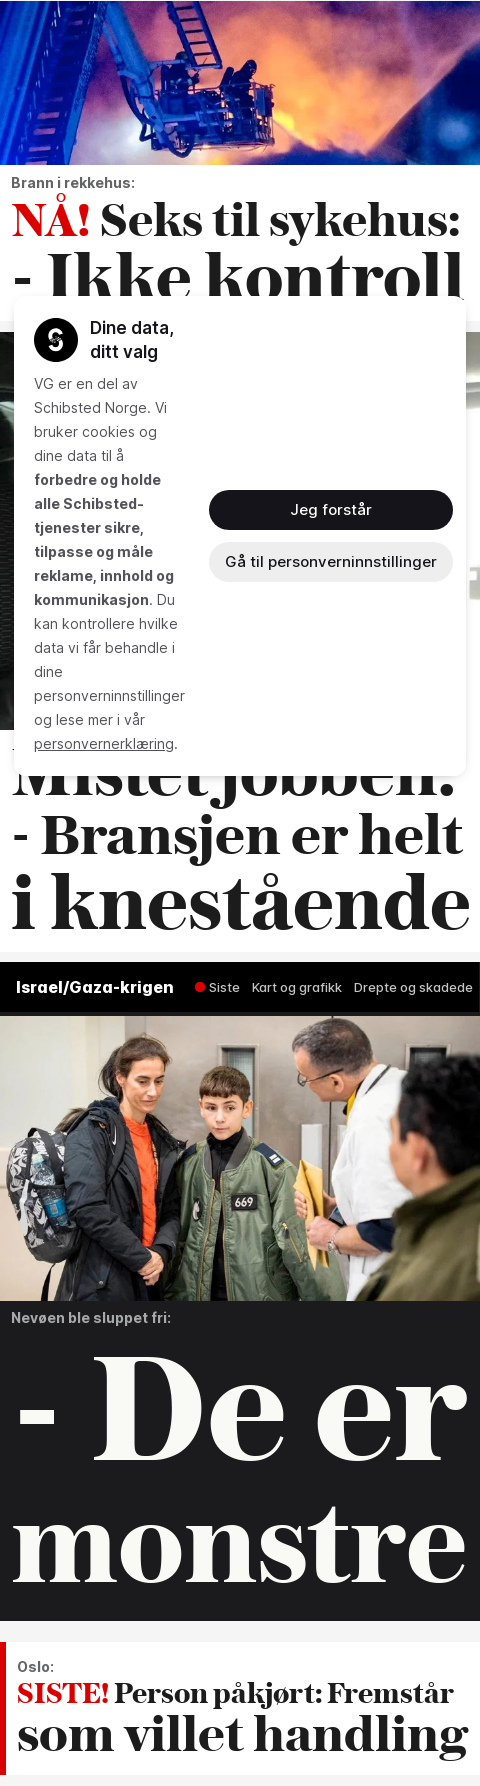 Brann i rekkehus:
NÅ! Seks til sykehus:
- Ikke kontroll
Dine data,
ditt valg
VG er en del av
Schibsted Norge. Vi
bruker cookies og
dine data til å
forbedre og holde
alle Schibsted-
tjenester sikre,
tilpasse og måle
reklame, innhold og
kommunikasjon. Du
kan kontrollere hvilke
data vi får behandle i
dine
personverninnstillinger
og lese mer i vår
personvernerklæring.
Jeg forstår
Gå til personverninnstillinger
Mistet jobben:
- Bransjen er helt
i knestående
Israel/Gaza-krigen
Siste Kart og grafikk Drepte og skadede
669
Nevøen ble sluppet fri:
- De er
monstre
Oslo:
SISTE! Person påkjørt: Fremstår
som villet handling